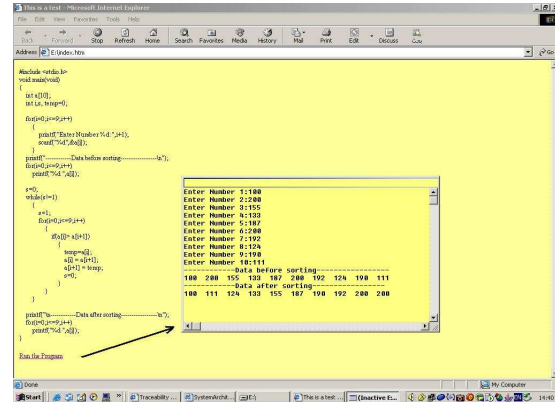 This is a test - Microsoft Internet Explorer
File Edit View Favorites Tools Help
Back Forward Stop Refresh Home Search Favorites Media History Mail Print Edit Discuss
Address E:\index.htm Go
#include <stdio.h>
void main(void)
{
int a[10];
int i,s, temp=0;
for(i=0;i<=9;i++)
{
printf("Enter Number %d:",i+1);
scanf("%d",&a[i]);
}
printf("------------Data before sorting-----------------\n");
for(i=0;i<=9;i++)
printf("%d ",a[i]);
s=0;
while(s!=1)
{
s=1;
for(i=0;i<=9;i++)
{
if(a[i]> a[i+1])
{
temp=a[i];
a[i] = a[i+1];
a[i+1] = temp;
s=0;
}
}
}
printf("\n-------------Data after sorting-----------------\n");
for(i=0;i<=9;i++)
printf("%d ",a[i]);
}
Run the Program
Enter Number 1:100
Enter Number 2:200
Enter Number 3:155
Enter Number 4:133
Enter Number 5:187
Enter Number 6:200
Enter Number 7:192
Enter Number 8:124
Enter Number 9:190
Enter Number 10:111
------------Data before sorting-----------------
100 200 155 133 187 200 192 124 190 111
------------Data after sorting-----------------
100 111 124 133 155 187 190 192 200 200
Done My Computer
Start Traceability ... SystemArchit... E:\ This is a test ... (Inactive E:... 14:40